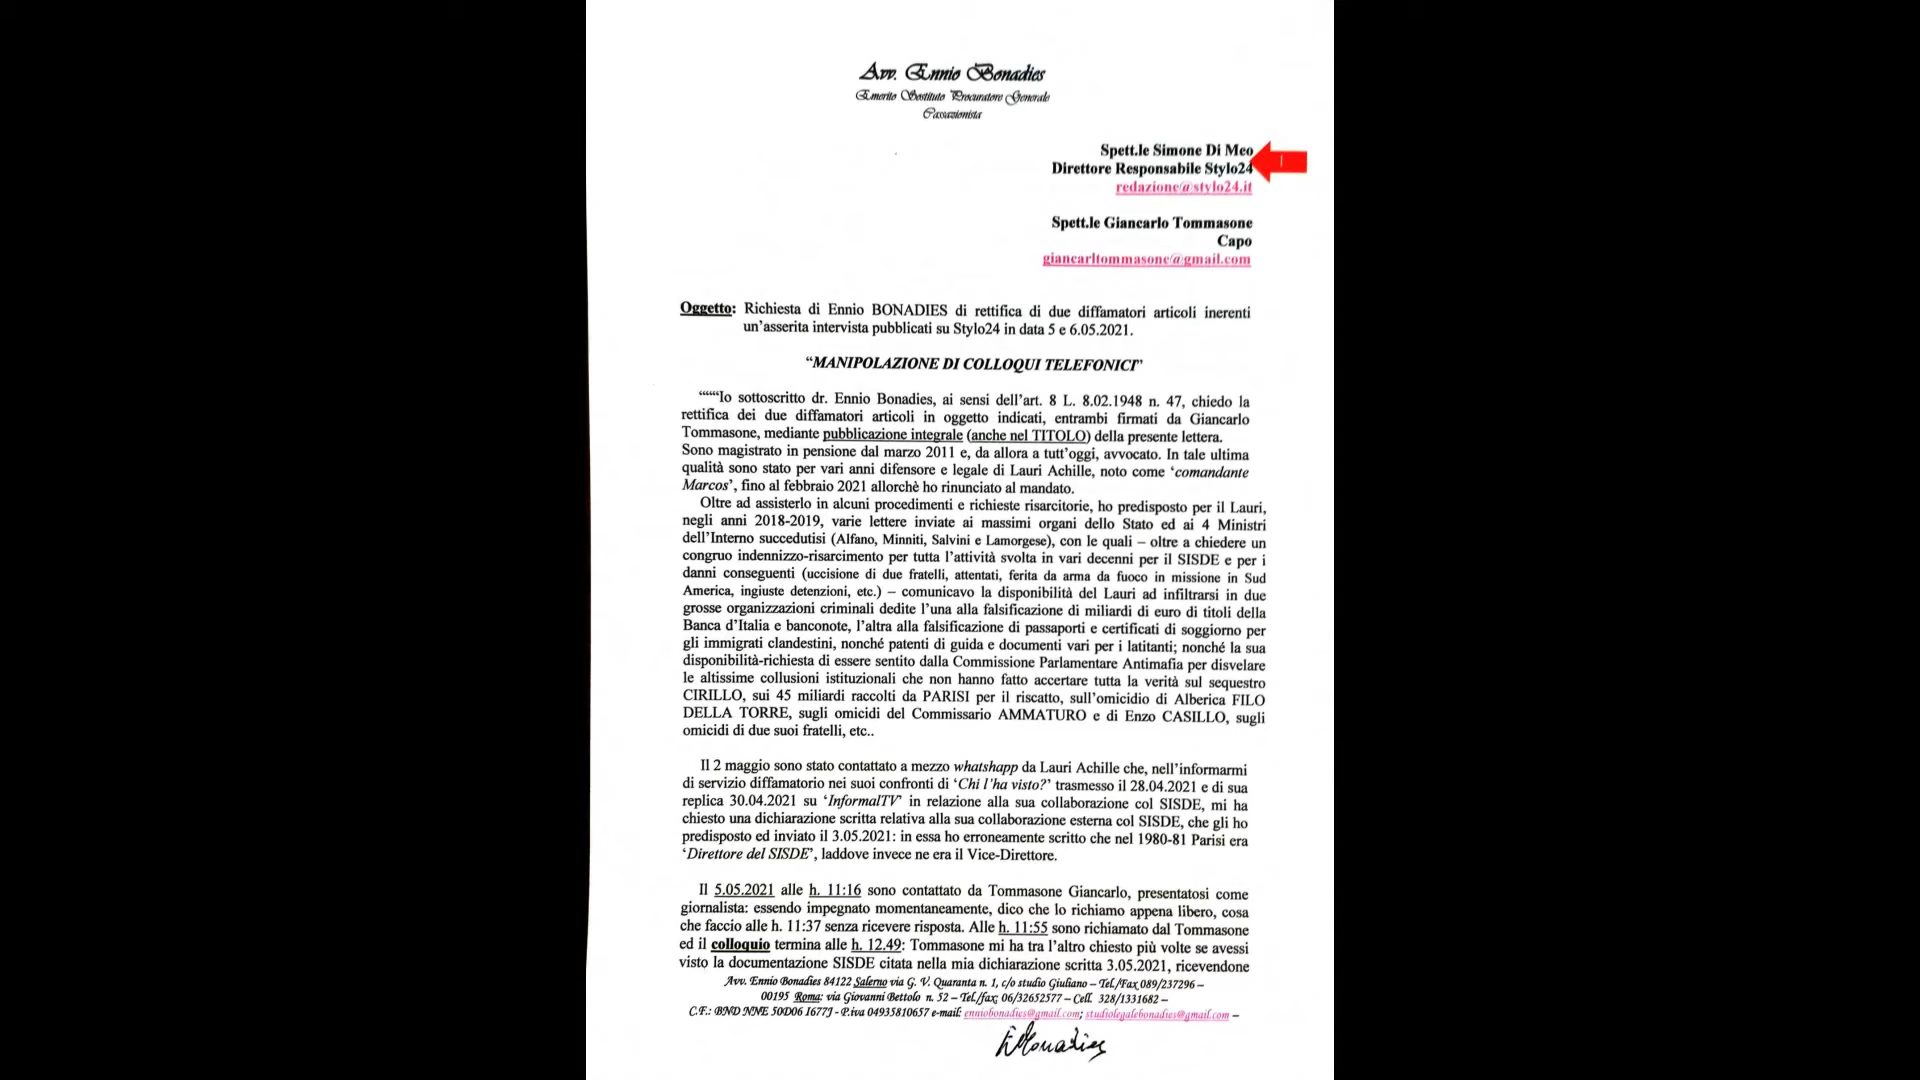 Avv. Ennio Bonadies
Emerito Sostituto Procuratore Generale
Cassazionista
Spett.le Simone Di Meo
Direttore Responsabile Stylo24
redazione@stylo24.it
Spett.le Giancarlo Tommasone
Capo
giancarltommasone@gmail.com
Oggetto: Richiesta di Ennio BONADIES di rettifica di due diffamatori articoli inerenti
un'asserita intervista pubblicati su Stylo24 in data 5 e 6.05.2021.
"MANIPOLAZIONE DI COLLOQUI TELEFONICI"
"""Io sottoscritto dr. Ennio Bonadies, ai sensi dell'art. 8 L. 8.02.1948 n. 47, chiedo la
rettifica dei due diffamatori articoli in oggetto indicati, entrambi firmati da Giancarlo
Tommasone, mediante pubblicazione integrale (anche nel TITOLO) della presente lettera.
Sono magistrato in pensione dal marzo 2011 e, da allora a tutt'oggi, avvocato. In tale ultima
qualità sono stato per vari anni difensore e legale di Lauri Achille, noto come 'comandante
Marcos', fino al febbraio 2021 allorchè ho rinunciato al mandato.
Oltre ad assisterlo in alcuni procedimenti e richieste risarcitorie, ho predisposto per il Lauri,
negli anni 2018-2019, varie lettere inviate ai massimi organi dello Stato ed ai 4 Ministri
dell'Interno succedutisi (Alfano, Minniti, Salvini e Lamorgese), con le quali – oltre a chiedere un
congruo indennizzo-risarcimento per tutta l'attività svolta in vari decenni per il SISDE e per i
danni conseguenti (uccisione di due fratelli, attentati, ferita da arma da fuoco in missione in Sud
America, ingiuste detenzioni, etc.) – comunicavo la disponibilità del Lauri ad infiltrarsi in due
grosse organizzazioni criminali dedite l'una alla falsificazione di miliardi di euro di titoli della
Banca d'Italia e banconote, l'altra alla falsificazione di passaporti e certificati di soggiorno per
gli immigrati clandestini, nonché patenti di guida e documenti vari per i latitanti; nonché la sua
disponibilità-richiesta di essere sentito dalla Commissione Parlamentare Antimafia per disvelare
le altissime collusioni istituzionali che non hanno fatto accertare tutta la verità sul sequestro
CIRILLO, sui 45 miliardi raccolti da PARISI per il riscatto, sull'omicidio di Alberica FILO
DELLA TORRE, sugli omicidi del Commissario AMMATURO e di Enzo CASILLO, sugli
omicidi di due suoi fratelli, etc..
Il 2 maggio sono stato contattato a mezzo whatshapp da Lauri Achille che, nell'informarmi
di servizio diffamatorio nei suoi confronti di 'Chi l'ha visto?' trasmesso il 28.04.2021 e di sua
replica 30.04.2021 su 'InformalTV' in relazione alla sua collaborazione col SISDE, mi ha
chiesto una dichiarazione scritta relativa alla sua collaborazione esterna col SISDE, che gli ho
predisposto ed inviato il 3.05.2021: in essa ho erroneamente scritto che nel 1980-81 Parisi era
'Direttore del SISDE', laddove invece ne era il Vice-Direttore.
Il 5.05.2021 alle h. 11:16 sono contattato da Tommasone Giancarlo, presentatosi come
giornalista: essendo impegnato momentaneamente, dico che lo richiamo appena libero, cosa
che faccio alle h. 11:37 senza ricevere risposta. Alle h. 11:55 sono richiamato dal Tommasone
ed il colloquio termina alle h. 12.49: Tommasone mi ha tra l'altro chiesto più volte se avessi
visto la documentazione SISDE citata nella mia dichiarazione scritta 3.05.2021, ricevendone
Avv. Ennio Bonadies 84122 Salerno via G. V. Quaranta n. 1, c/o studio Giuliano – Tel./Fax 089/237296 –
00195 Roma: via Giovanni Bettolo n. 52 – Tel./fax: 06/32652577 – Cell. 328/1331682 –
C.F.: BND NNE 50D06 I677J - P.iva 04935810657 e-mail: enniobonadies@gmail.com; studiolegalebonadies@gmail.com –
EBonadies